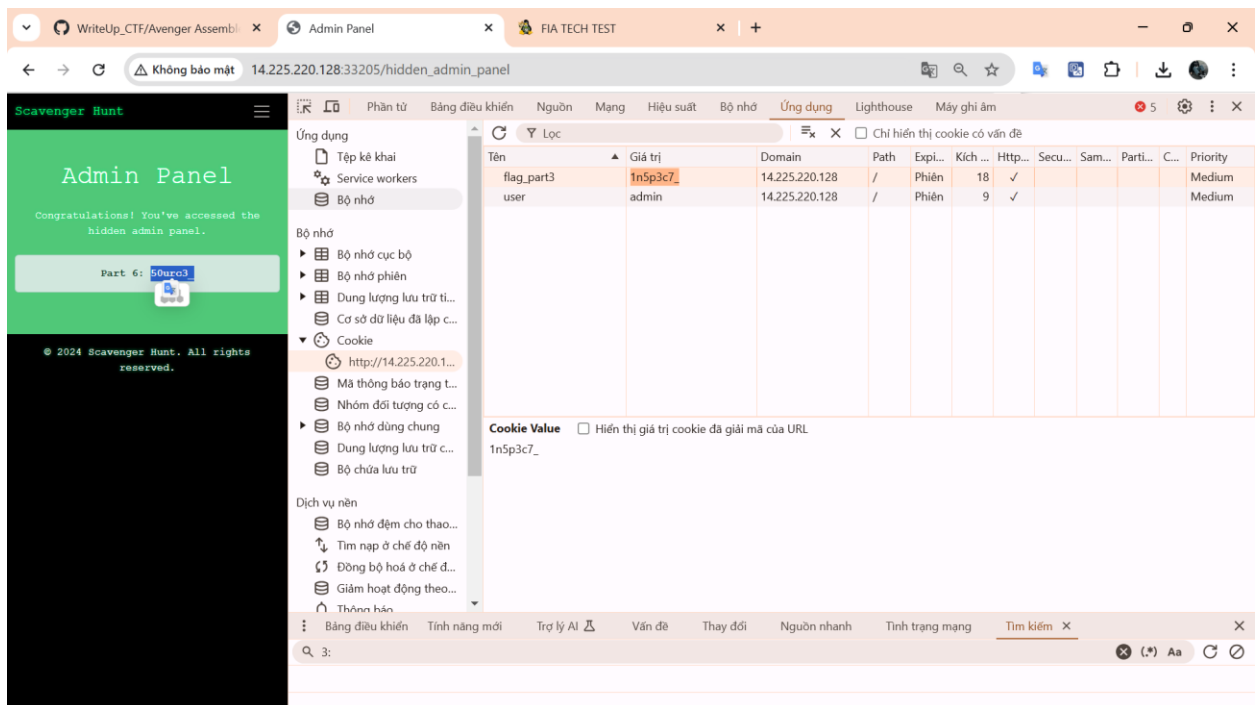 WriteUp_CTF/Avenger Assembl
Admin Panel
FIA TECH TEST
Không bảo mật
14.225.220.128:33205/hidden_admin_panel
Scavenger Hunt
Phần tử
Bảng điều khiển
Nguồn
Mạng
Hiệu suất
Bộ nhớ
Ứng dụng
Lighthouse
Máy ghi âm
5
Admin Panel
Congratulations! You've accessed the
hidden admin panel.
Part 6: 50urc3_
© 2024 Scavenger Hunt. All rights
reserved.
Ứng dụng
Tệp kê khai
Service workers
Bộ nhớ
Bộ nhớ
Bộ nhớ cục bộ
Bộ nhớ phiên
Dung lượng lưu trữ ti...
Cơ sở dữ liệu đã lập c...
Cookie
http://14.225.220.1...
Mã thông báo trạng t...
Nhóm đối tượng có c...
Bộ nhớ dùng chung
Dung lượng lưu trữ c...
Bộ chứa lưu trữ
Dịch vụ nền
Bộ nhớ đệm cho thao...
Tìm nạp ở chế độ nền
Đồng bộ hoá ở chế đ...
Giảm hoạt động theo...
Thông báo
Lọc
Chỉ hiển thị cookie có vấn đề
Tên Giá trị Domain Path Expi... Kích ... Http... Secu... Sam... Parti... C... Priority
flag_part3 1n5p3c7_ 14.225.220.128 / Phiên 18 ✓ Medium
user admin 14.225.220.128 / Phiên 9 ✓ Medium
Cookie Value Hiển thị giá trị cookie đã giải mã của URL
1n5p3c7_
Bảng điều khiển
Tính năng mới
Trợ lý AI
Vấn đề
Thay đổi
Nguồn nhanh
Tình trạng mạng
Tìm kiếm
3:
(.*) Aa